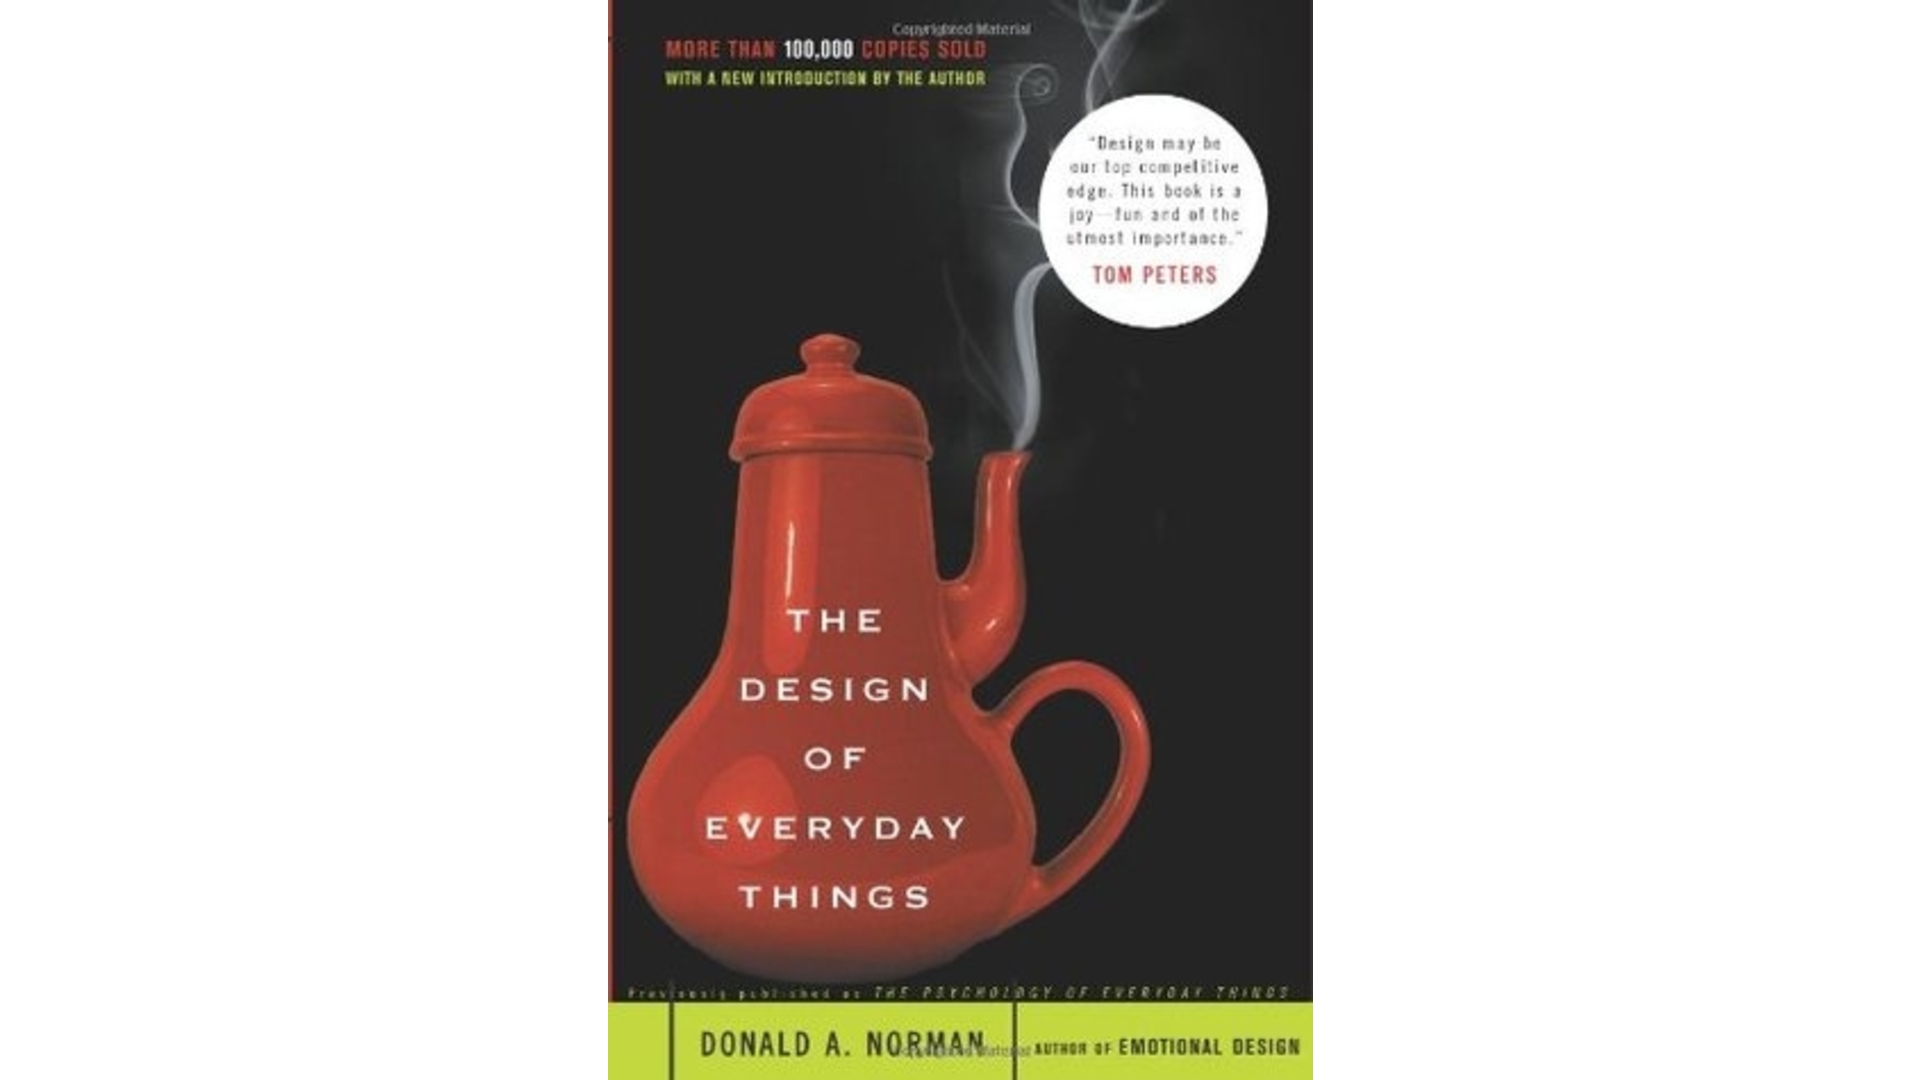 Copyrighted Material
MORE THAN 100,000 COPIES SOLD
WITH A NEW INTRODUCTION BY THE AUTHOR
"Design may be
our top competitive
edge. This book is a
joy—fun and of the
utmost importance."
TOM PETERS
THE
DESIGN
OF
EVERYDAY
THINGS
Previously published as THE PSYCHOLOGY OF EVERYDAY THINGS
DONALD A. NORMAN
AUTHOR OF EMOTIONAL DESIGN
Copyrighted Material